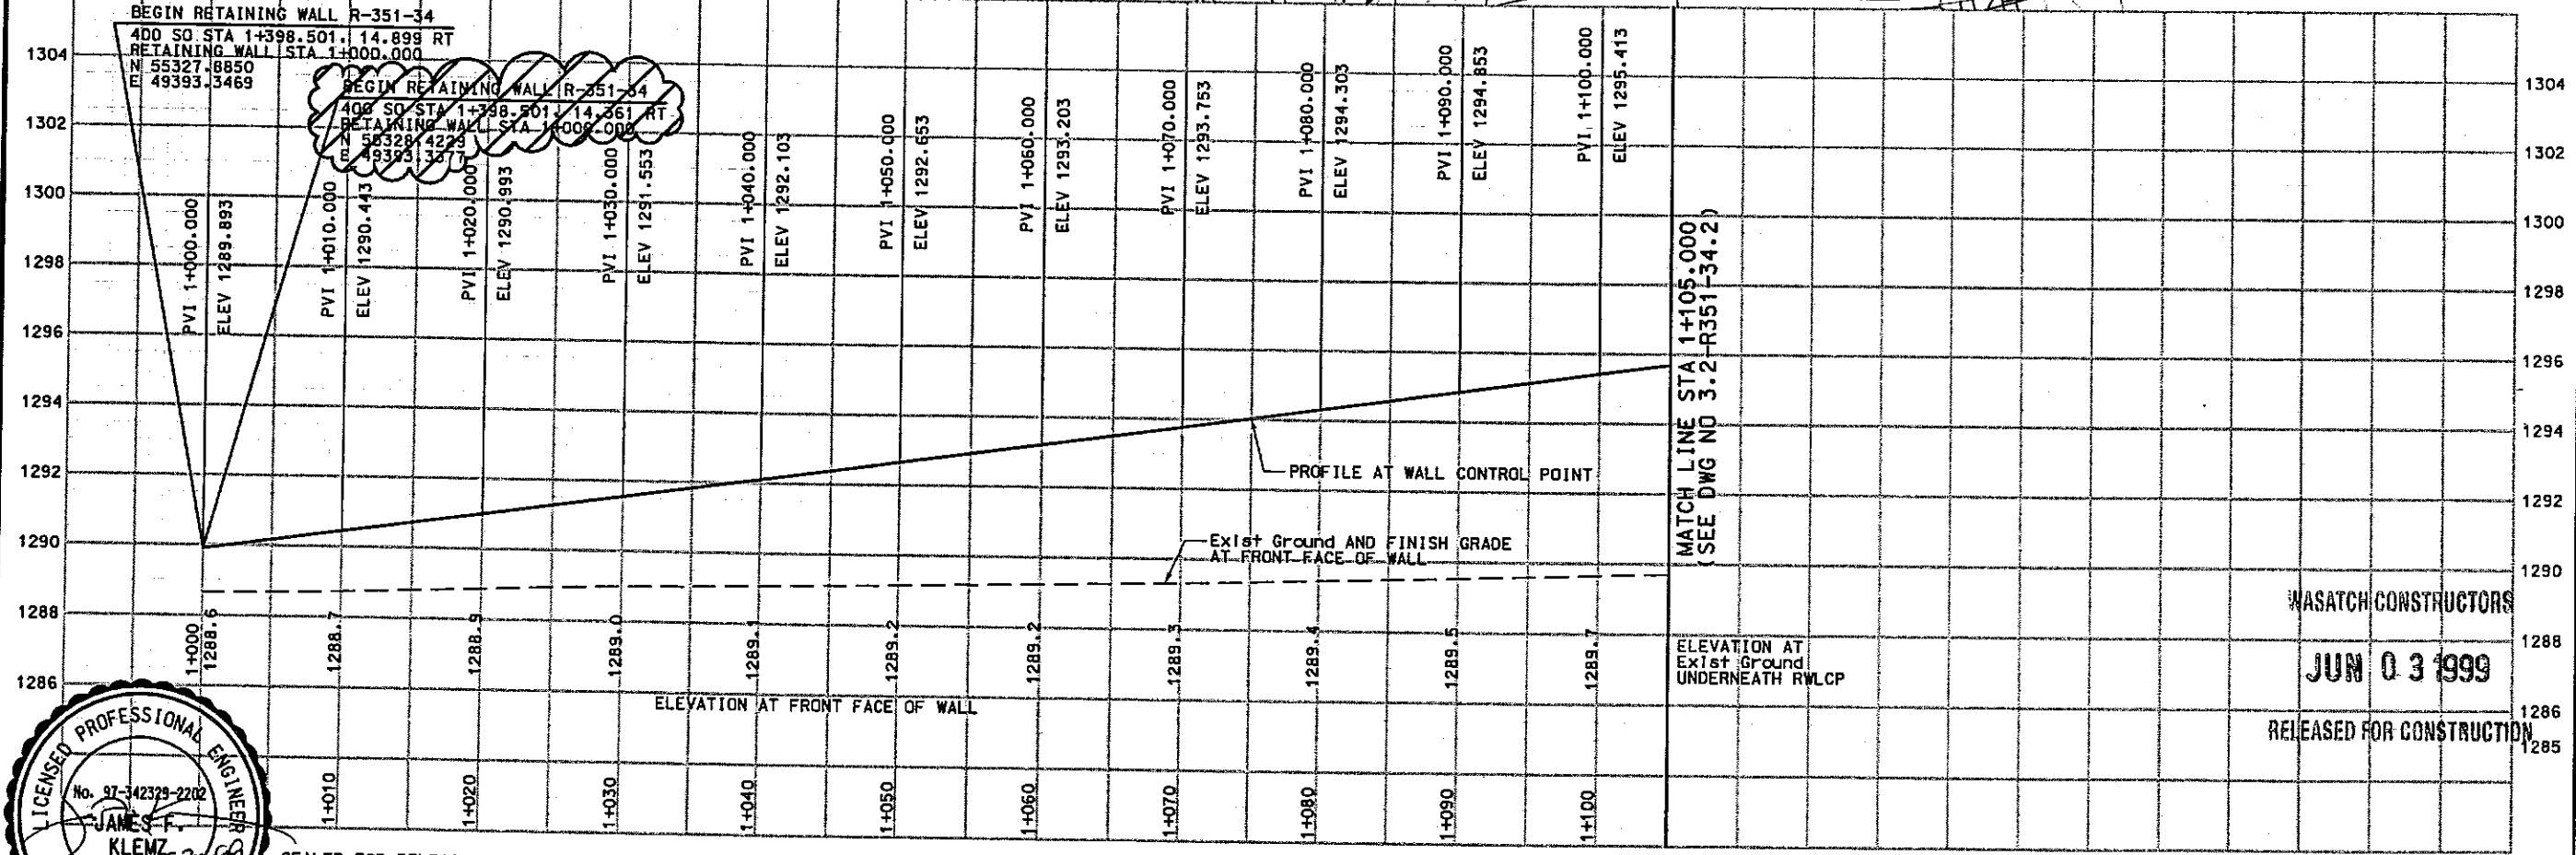 BEGIN RETAINING WALL R-351-34
400 SO STA 1+398.501, 14.899 RT
RETAINING WALL STA 1+000.000
N 55327.8850
E 49393.3469
BEGIN RETAINING WALL R-351-34
400 SO STA 1+398.501, 14.361 RT
RETAINING WALL STA 1+000.000
N 55328.4229
E 49393.3377
1304
1302
1300
1298
1296
1294
1292
1290
1288
1286
PVI 1+000.000
ELEV 1289.893
PVI 1+010.000
ELEV 1290.443
PVI 1+020.000
ELEV 1290.993
PVI 1+030.000
ELEV 1291.553
PVI 1+040.000
ELEV 1292.103
PVI 1+050.000
ELEV 1292.653
PVI 1+060.000
ELEV 1293.203
PVI 1+070.000
ELEV 1293.753
PVI 1+080.000
ELEV 1294.303
PVI 1+090.000
ELEV 1294.853
PVI 1+100.000
ELEV 1295.413
MATCH LINE STA 1+105.000
(SEE DWG NO 3.2-R351-34.2)
1304
1302
1300
1298
1296
1294
1292
1290
1288
1286
1285
PROFILE AT WALL CONTROL POINT
Exist Ground AND FINISH GRADE
AT FRONT FACE OF WALL
1+000
1288.6
1288.7
1288.9
1289.0
1289.1
1289.2
1289.2
1289.3
1289.4
1289.5
1289.7
ELEVATION AT
Exist Ground
UNDERNEATH RWLCP
ELEVATION AT FRONT FACE OF WALL
1+010
1+020
1+030
1+040
1+050
1+060
1+070
1+080
1+090
1+100
WASATCH CONSTRUCTORS
JUN 03 1999
RELEASED FOR CONSTRUCTION
LICENSED PROFESSIONAL ENGINEER
No. 97-342329-2202
JAMES F.
KLEMZ